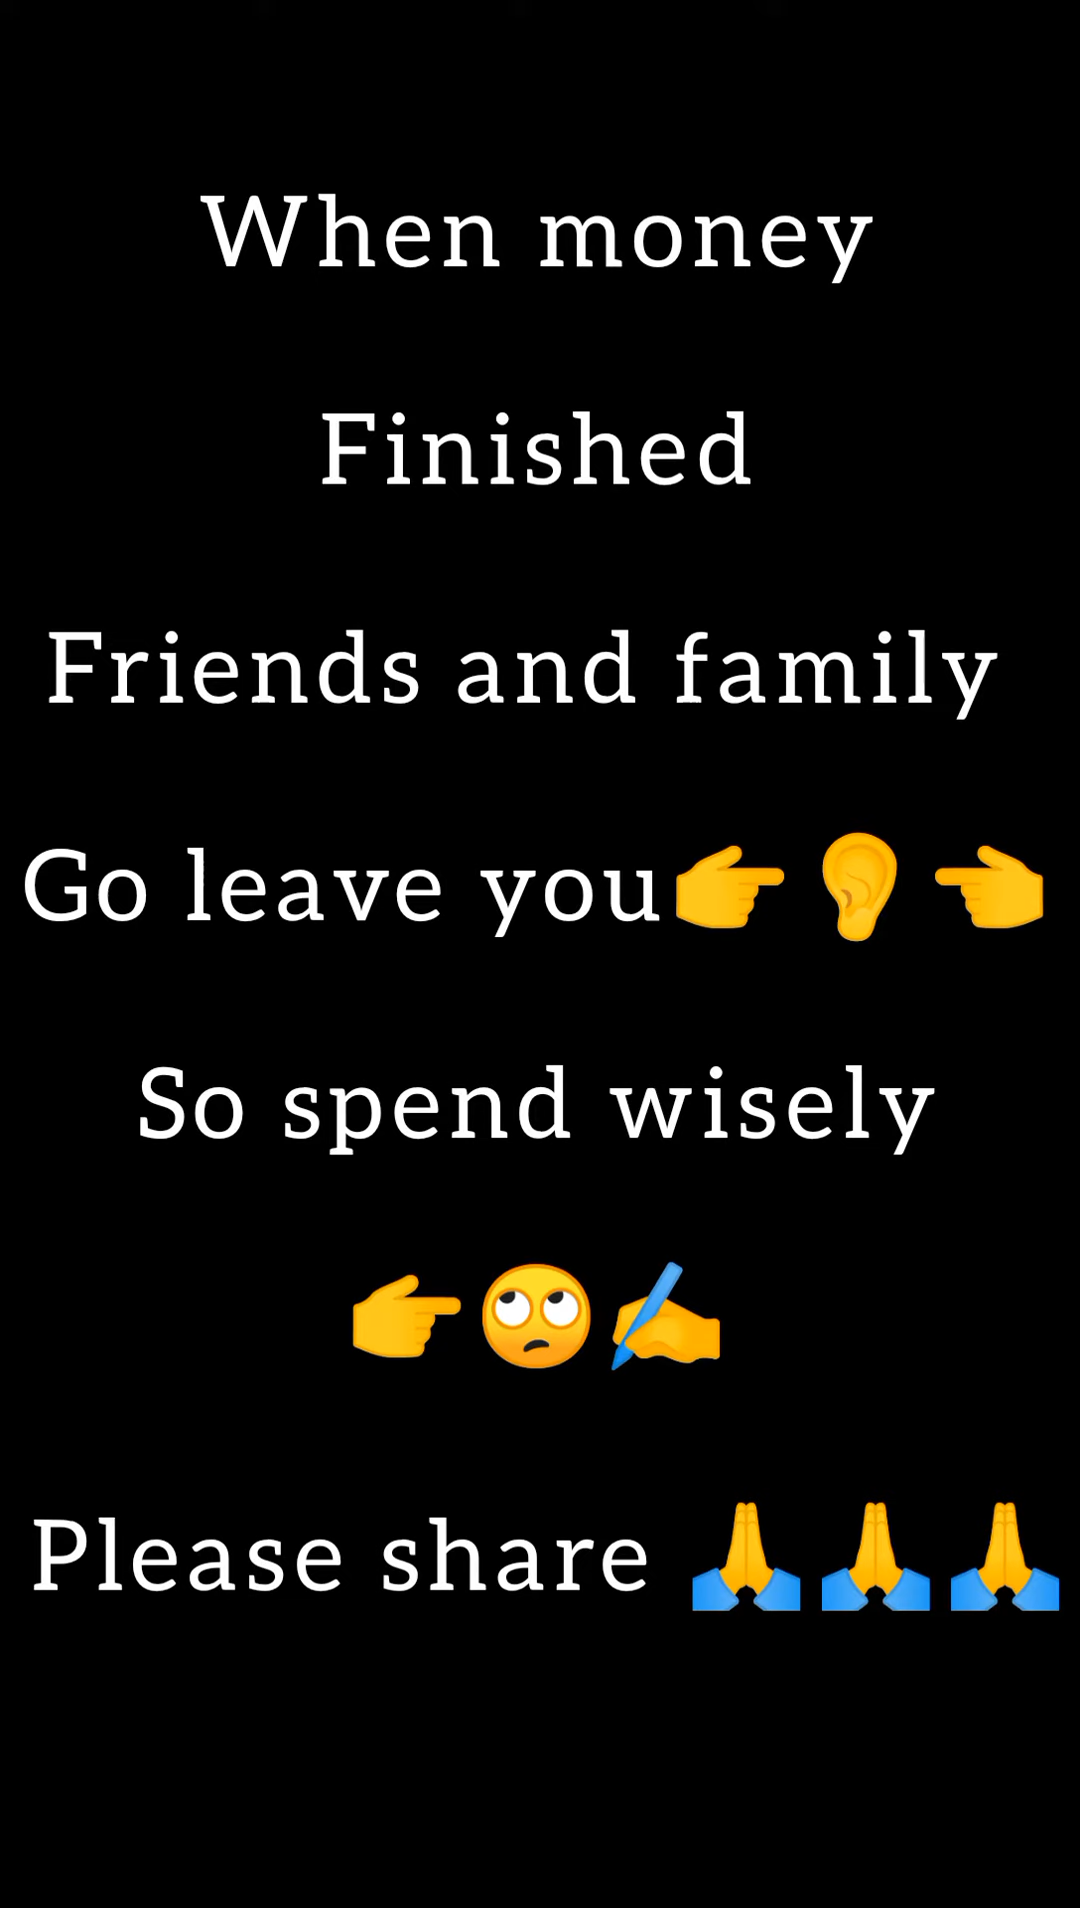 When money
Finished
Friends and family
Go leave you👉👂👈
So spend wisely
👉🙄✍️
Please share 🙏🙏🙏